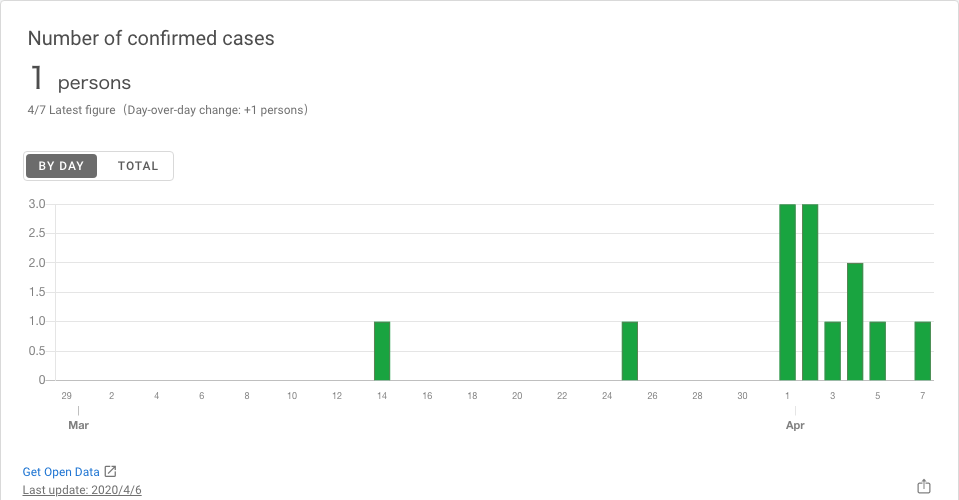 Number of confirmed cases
1 persons
4/7 Latest figure（Day-over-day change: +1 persons）
BY DAY TOTAL
3.0
2.5
2.0
1.5
1.0
0.5
0
29 2 4 6 8 10 12 14 16 18 20 22 24 26 28 30 1 3 5 7
Mar Apr
Get Open Data
Last update: 2020/4/6